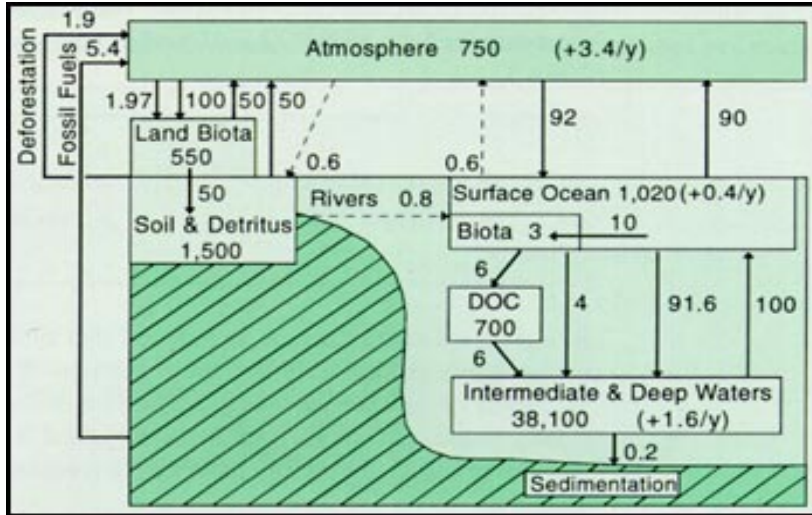 1.9
5.4
Deforestation
Fossil Fuels
Atmosphere 750 (+3.4/y)
1.97 100 50 50
92
90
Land Biota
550
50
Soil & Detritus
1,500
0.6
0.6
Rivers 0.8
Surface Ocean 1,020 (+0.4/y)
Biota 3
10
6
DOC
700
6
4
91.6
100
Intermediate & Deep Waters
38,100 (+1.6/y)
0.2
Sedimentation